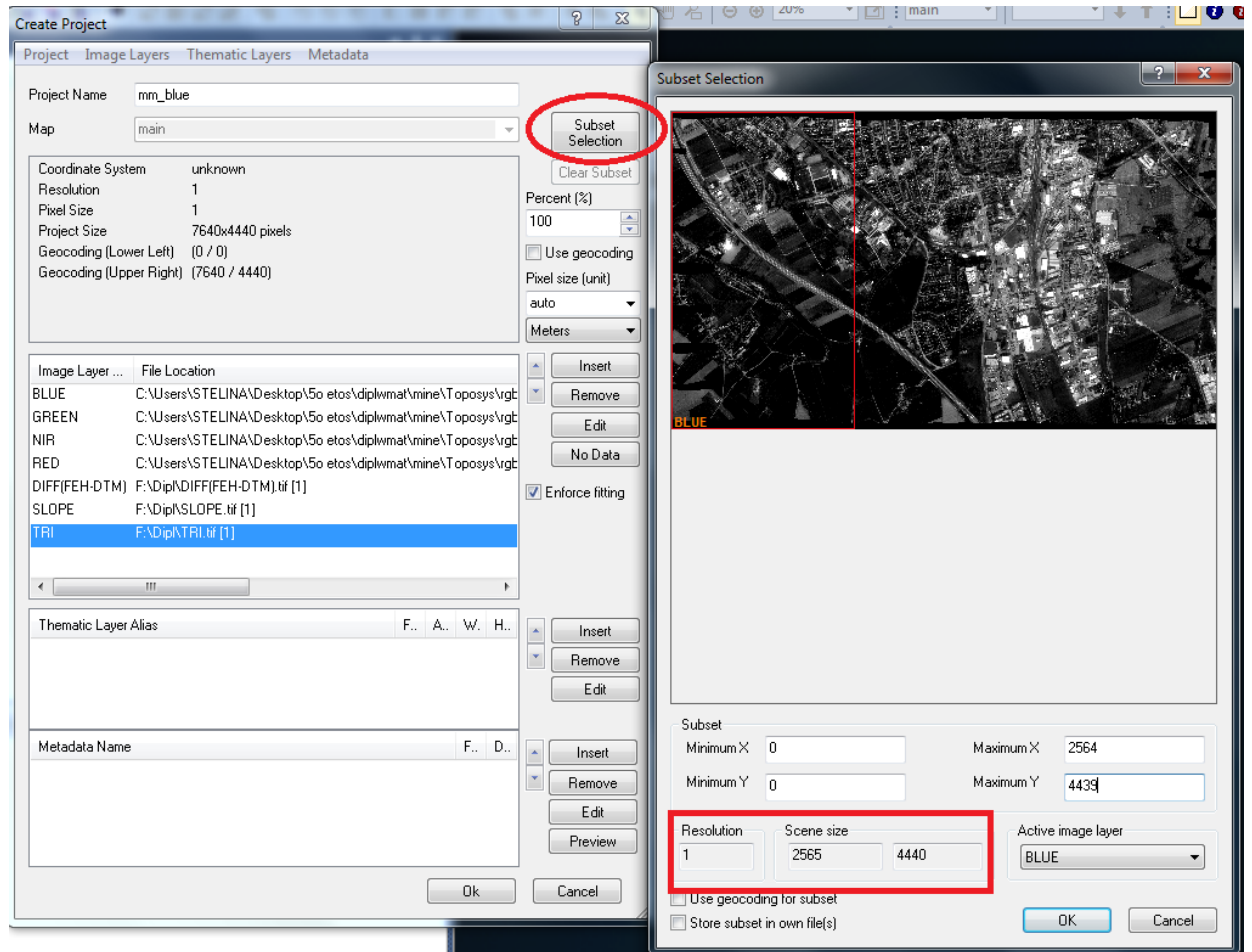 Create Project
Project Image Layers Thematic Layers Metadata
Project Name mm_blue
Map main
Subset
Selection
Clear Subset
Coordinate System unknown
Resolution 1
Pixel Size 1
Project Size 7640x4440 pixels
Geocoding (Lower Left) (0 / 0)
Geocoding (Upper Right) (7640 / 4440)
Percent (%)
100
Use geocoding
Pixel size (unit)
auto
Meters
Image Layer ... File Location
BLUE C:\Users\STELINA\Desktop\5o etos\diplwmat\mine\Toposys\rgb
GREEN C:\Users\STELINA\Desktop\5o etos\diplwmat\mine\Toposys\rgb
NIR C:\Users\STELINA\Desktop\5o etos\diplwmat\mine\Toposys\rgb
RED C:\Users\STELINA\Desktop\5o etos\diplwmat\mine\Toposys\rgb
DIFF(FEH-DTM) F:\Dipl\DIFF(FEH-DTM).tif [1]
SLOPE F:\Dipl\SLOPE.tif [1]
TRI F:\Dipl\TRI.tif [1]
Insert
Remove
Edit
No Data
Enforce fitting
Thematic Layer Alias F.. A.. W. H..
Insert
Remove
Edit
Metadata Name F.. D..
Insert
Remove
Edit
Preview
Ok Cancel
20% main
Subset Selection
BLUE
Subset
Minimum X 0 Maximum X 2564
Minimum Y 0 Maximum Y 4439
Resolution Scene size Active image layer
1 2565 4440 BLUE
Use geocoding for subset
Store subset in own file(s)
OK Cancel